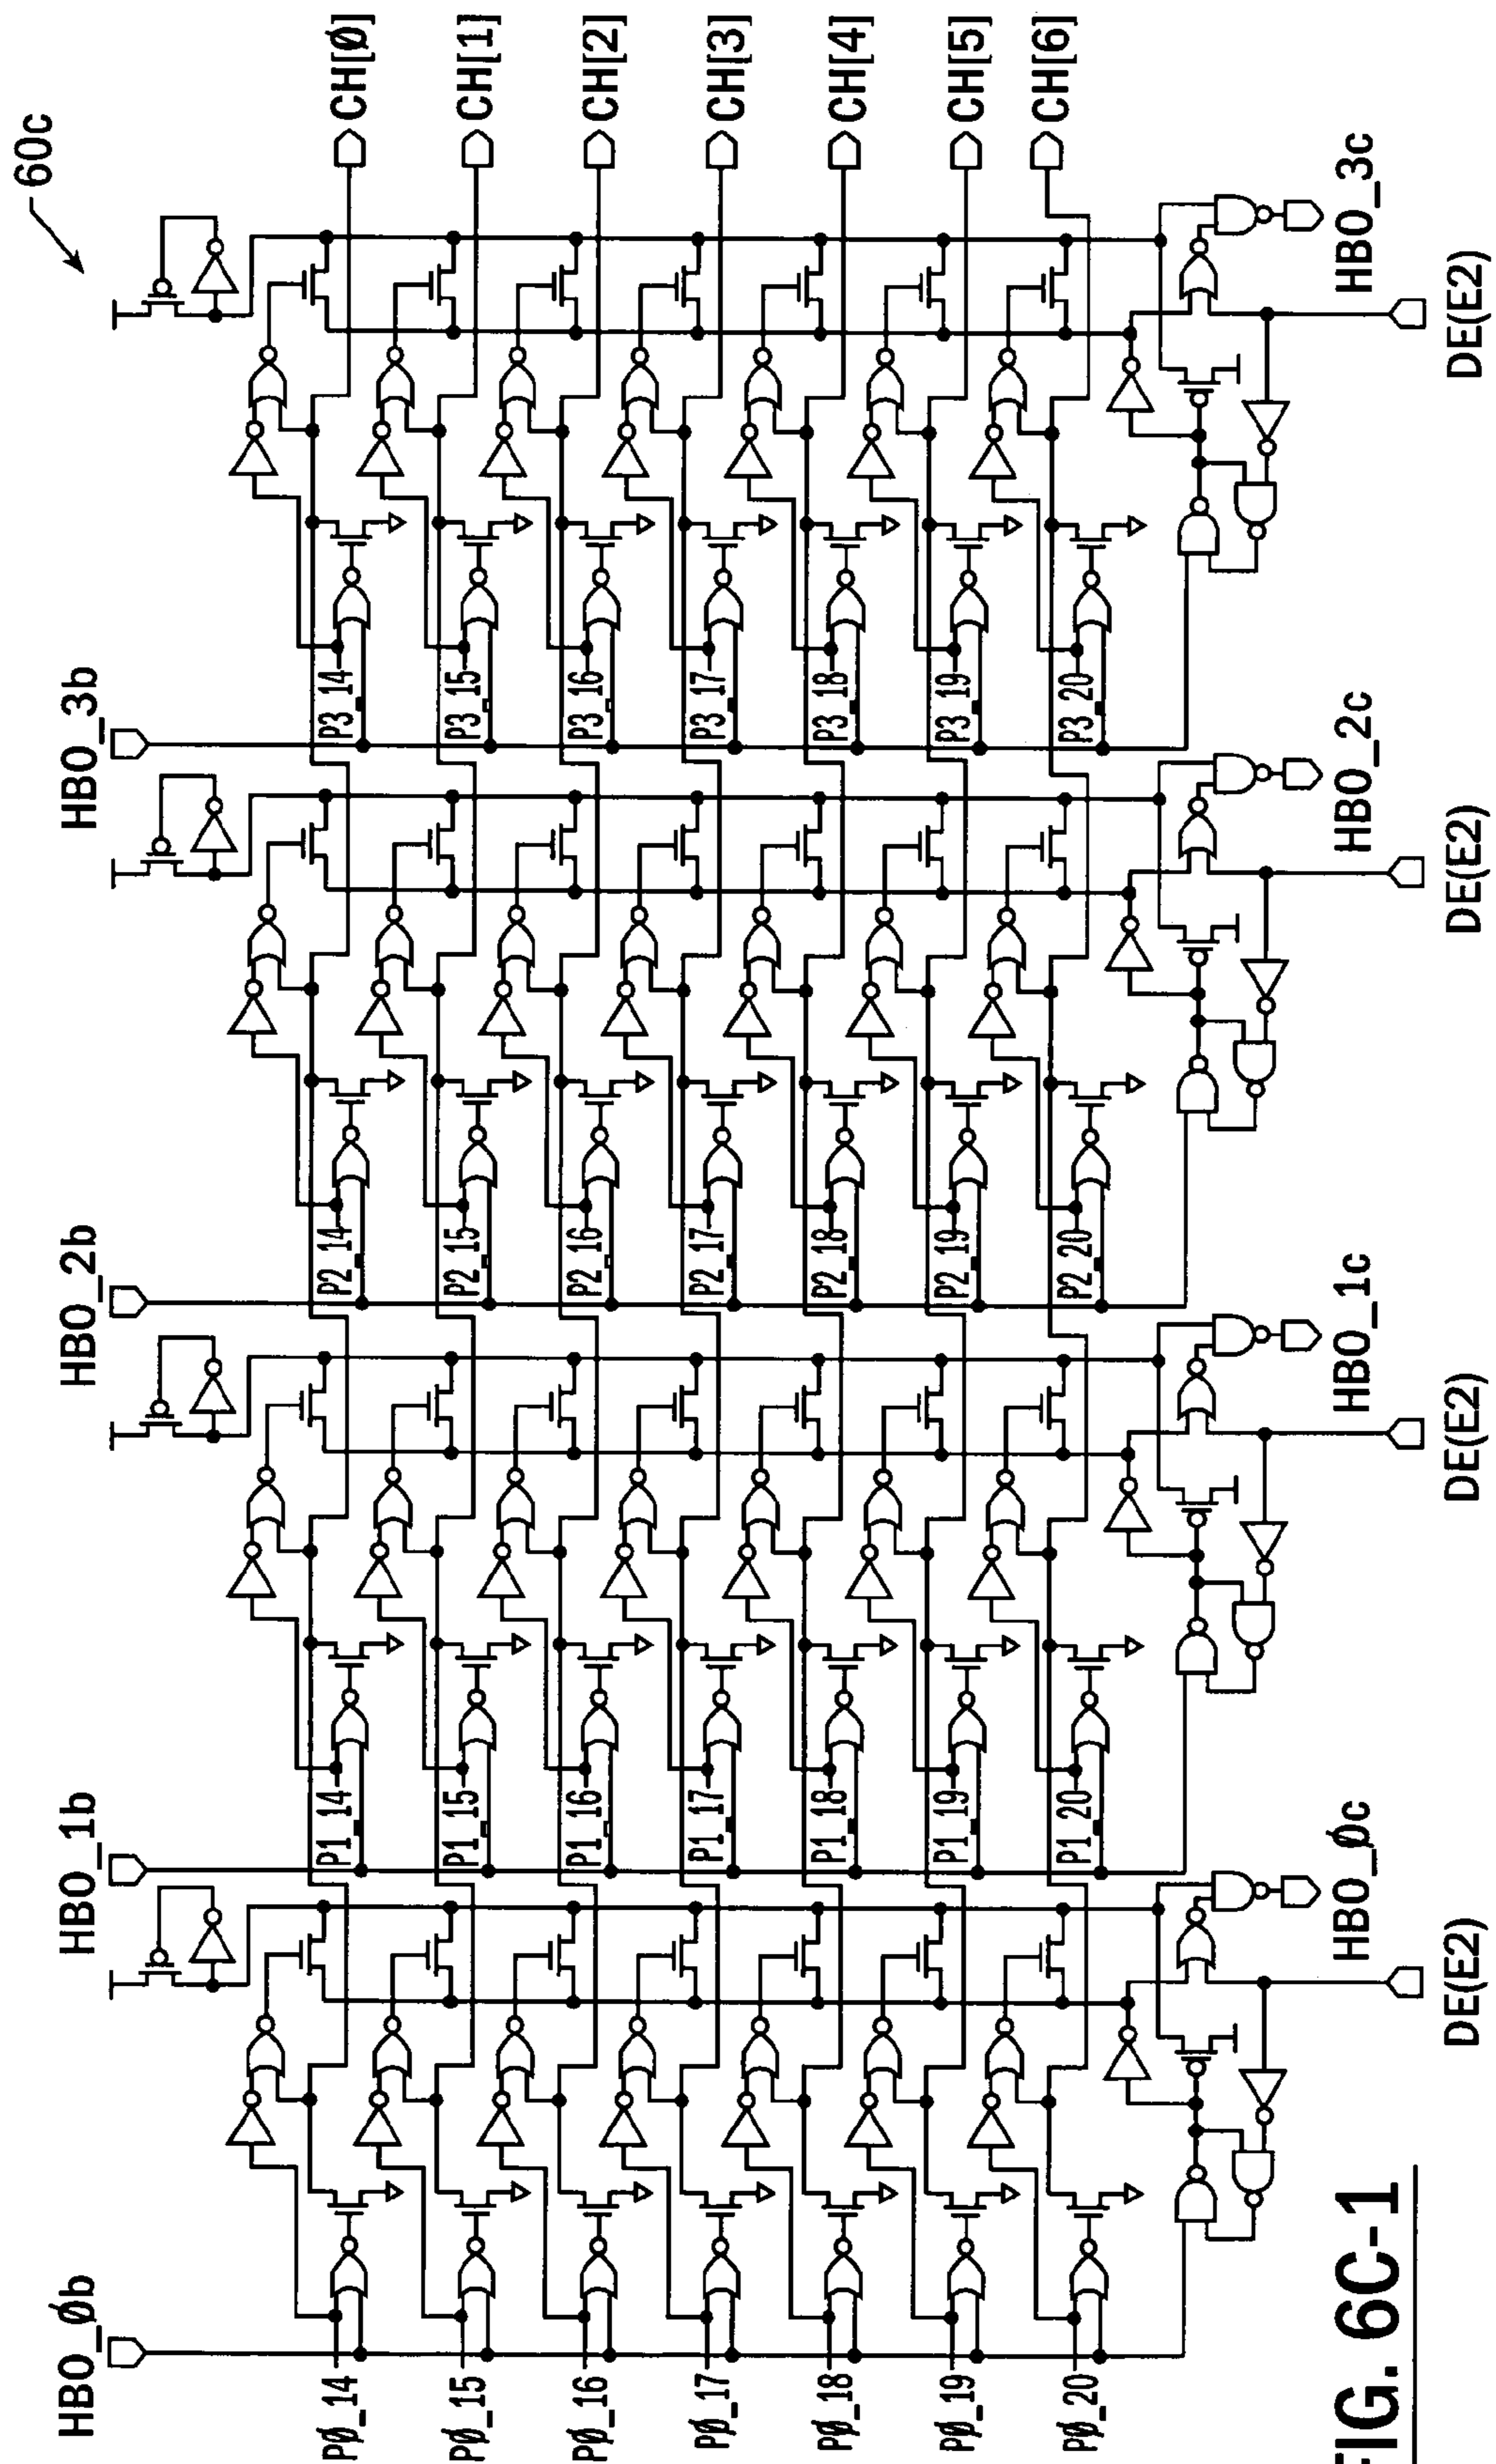 60c
HBO_Øb
HBO_1b
HBO_2b
HBO_3b
PØ_14
P1_14
P2_14
P3_14
CH[Ø]
PØ_15
P1_15
P2_15
P3_15
CH[1]
PØ_16
P1_16
P2_16
P3_16
CH[2]
PØ_17
P1_17
P2_17
P3_17
CH[3]
PØ_18
P1_18
P2_18
P3_18
CH[4]
PØ_19
P1_19
P2_19
P3_19
CH[5]
PØ_20
P1_20
P2_20
P3_20
CH[6]
HBO_Øc
HBO_1c
HBO_2c
HBO_3c
DE(E2)
DE(E2)
DE(E2)
DE(E2)
FIG. 6C-1